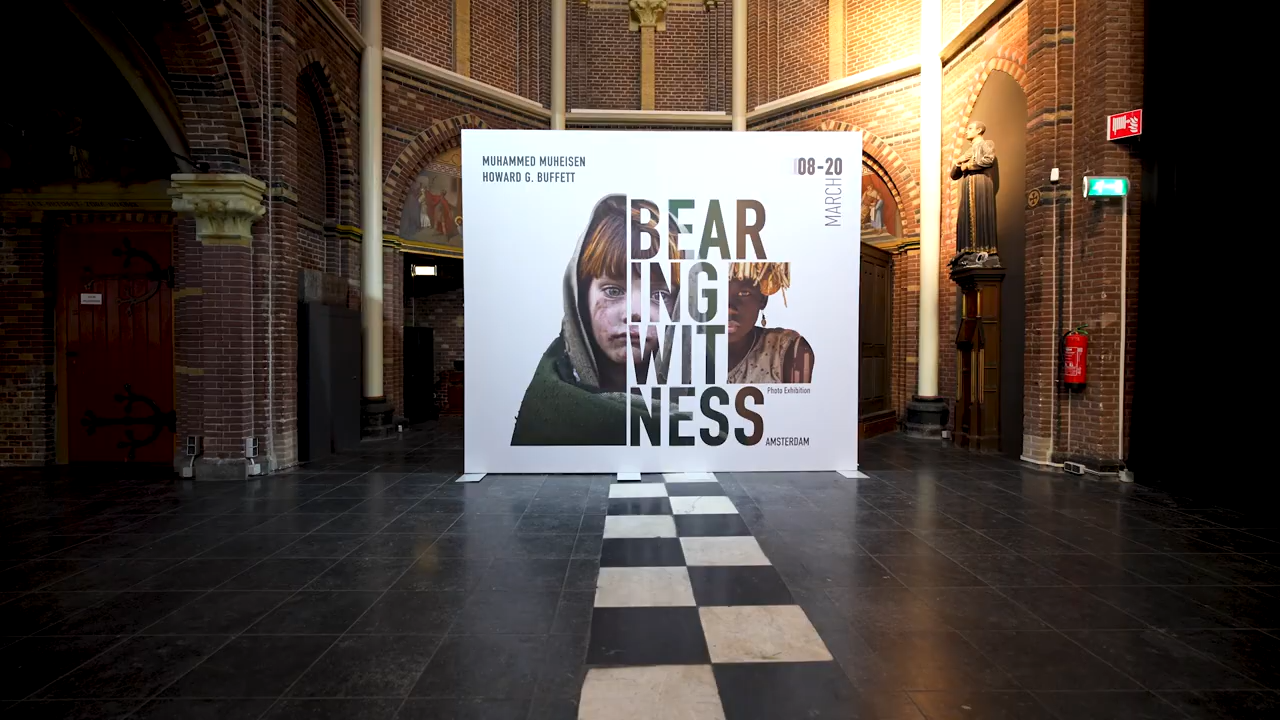 MUHAMMED MUHEISEN
HOWARD G. BUFFETT
08-20
MARCH
BEAR
ING
WIT
NESS
Photo Exhibition
AMSTERDAM